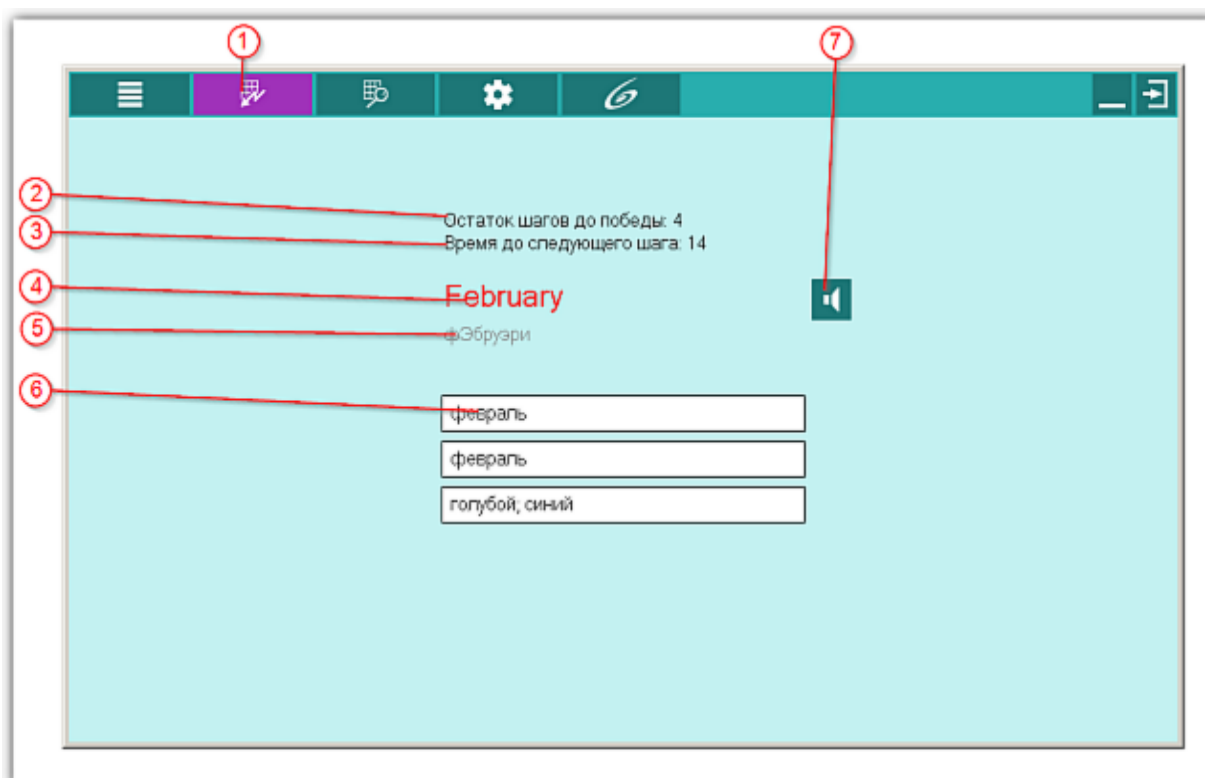 1
7
2
Остаток шагов до победы: 4
3
Время до следующего шага: 14
4
February
5
фЭбруэри
6
февраль
февраль
голубой; синий